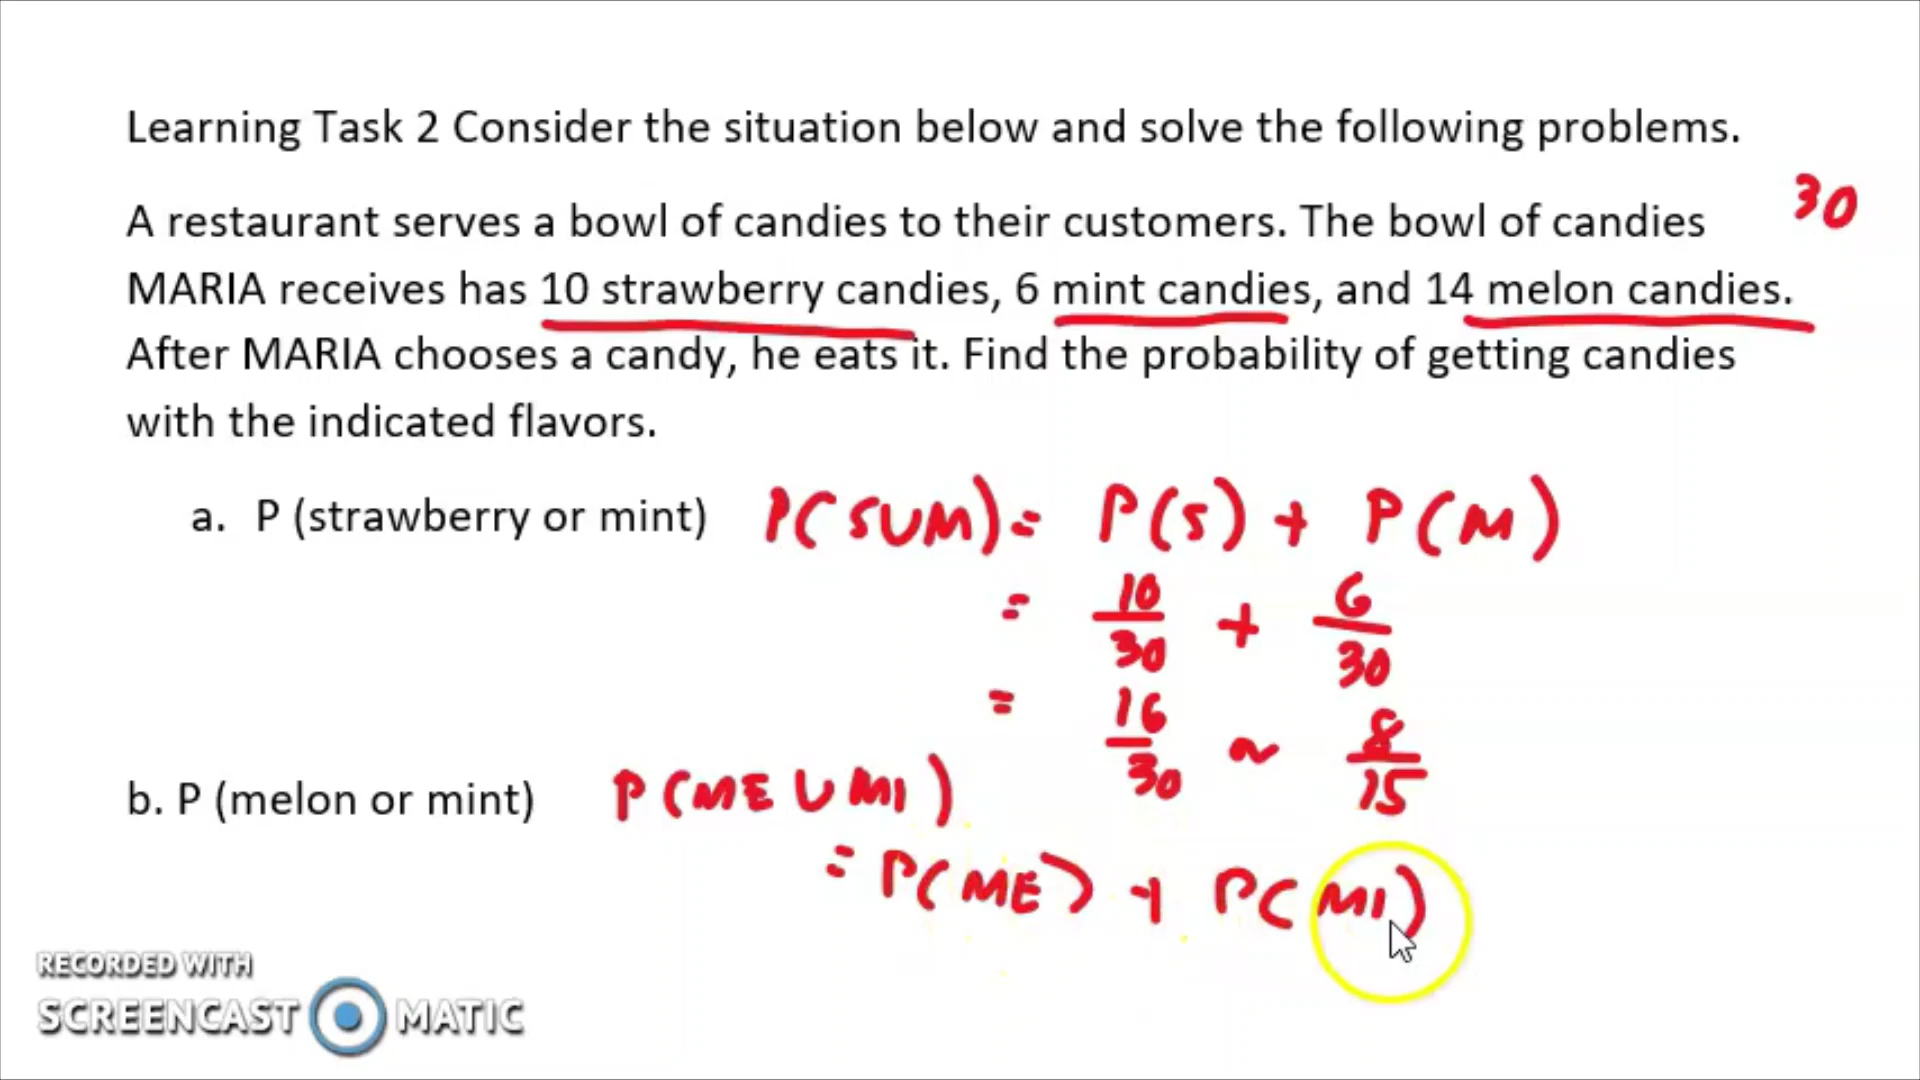 Learning Task 2 Consider the situation below and solve the following problems.
30
A restaurant serves a bowl of candies to their customers. The bowl of candies
MARIA receives has 10 strawberry candies, 6 mint candies, and 14 melon candies.
After MARIA chooses a candy, he eats it. Find the probability of getting candies
with the indicated flavors.
a. P (strawberry or mint) P(SUM) = P(S) + P(M)
= 10/30 + 6/30
= 16/30 ~ 8/15
b. P (melon or mint) P(ME U MI)
= P(ME) + P(MI)
RECORDED WITH
SCREENCAST MATIC